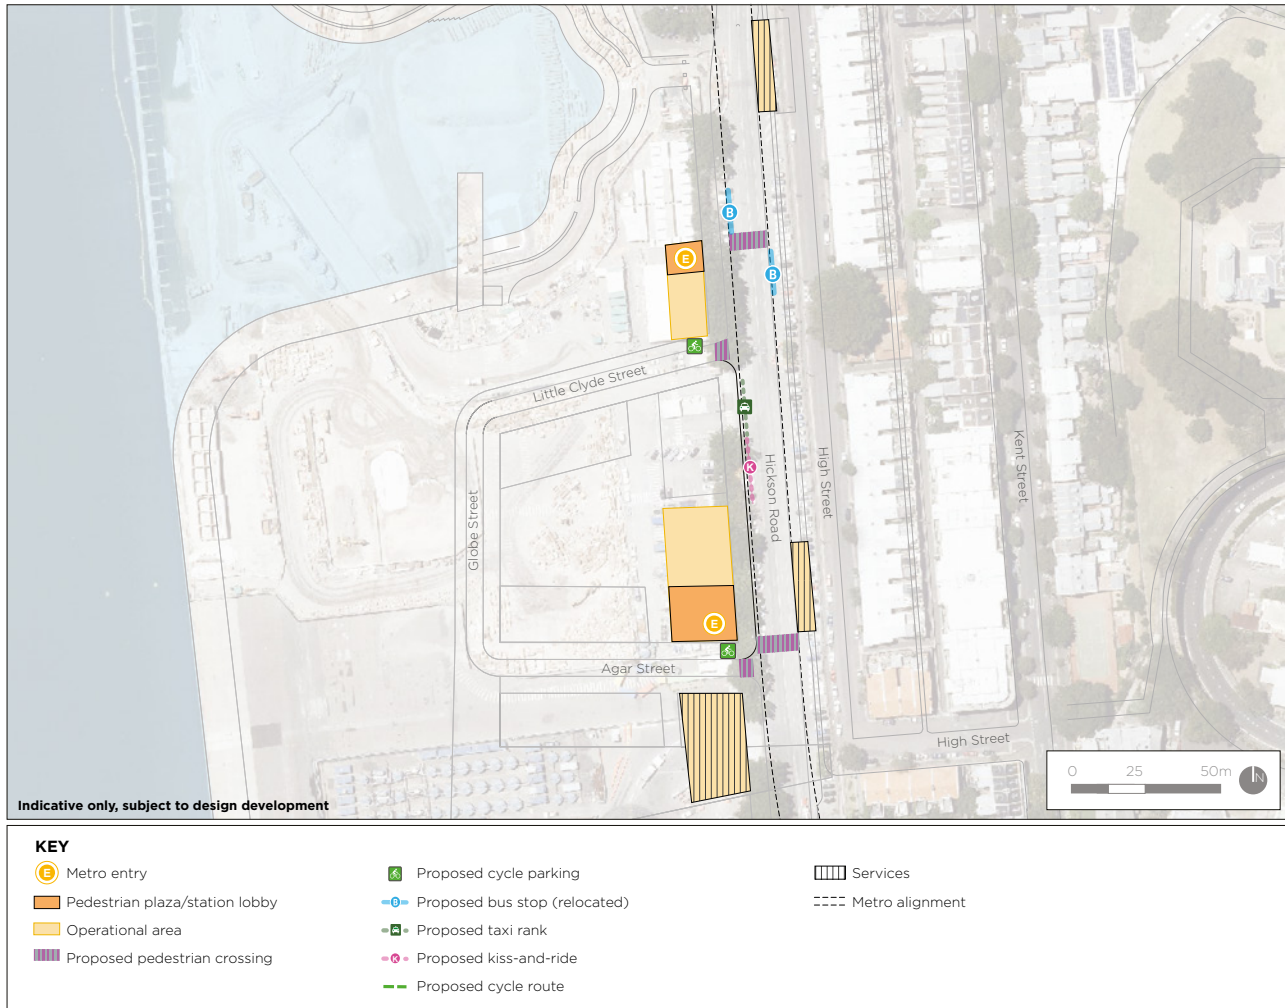 B
E
B
Little Clyde Street
K
Hickson Road
High Street
Kent Street
Globe Street
E
Agar Street
High Street
0 25 50m
N
Indicative only, subject to design development
KEY
E Metro entry
Pedestrian plaza/station lobby
Operational area
Proposed pedestrian crossing
Proposed cycle parking
B Proposed bus stop (relocated)
Proposed taxi rank
K Proposed kiss-and-ride
Proposed cycle route
Services
Metro alignment